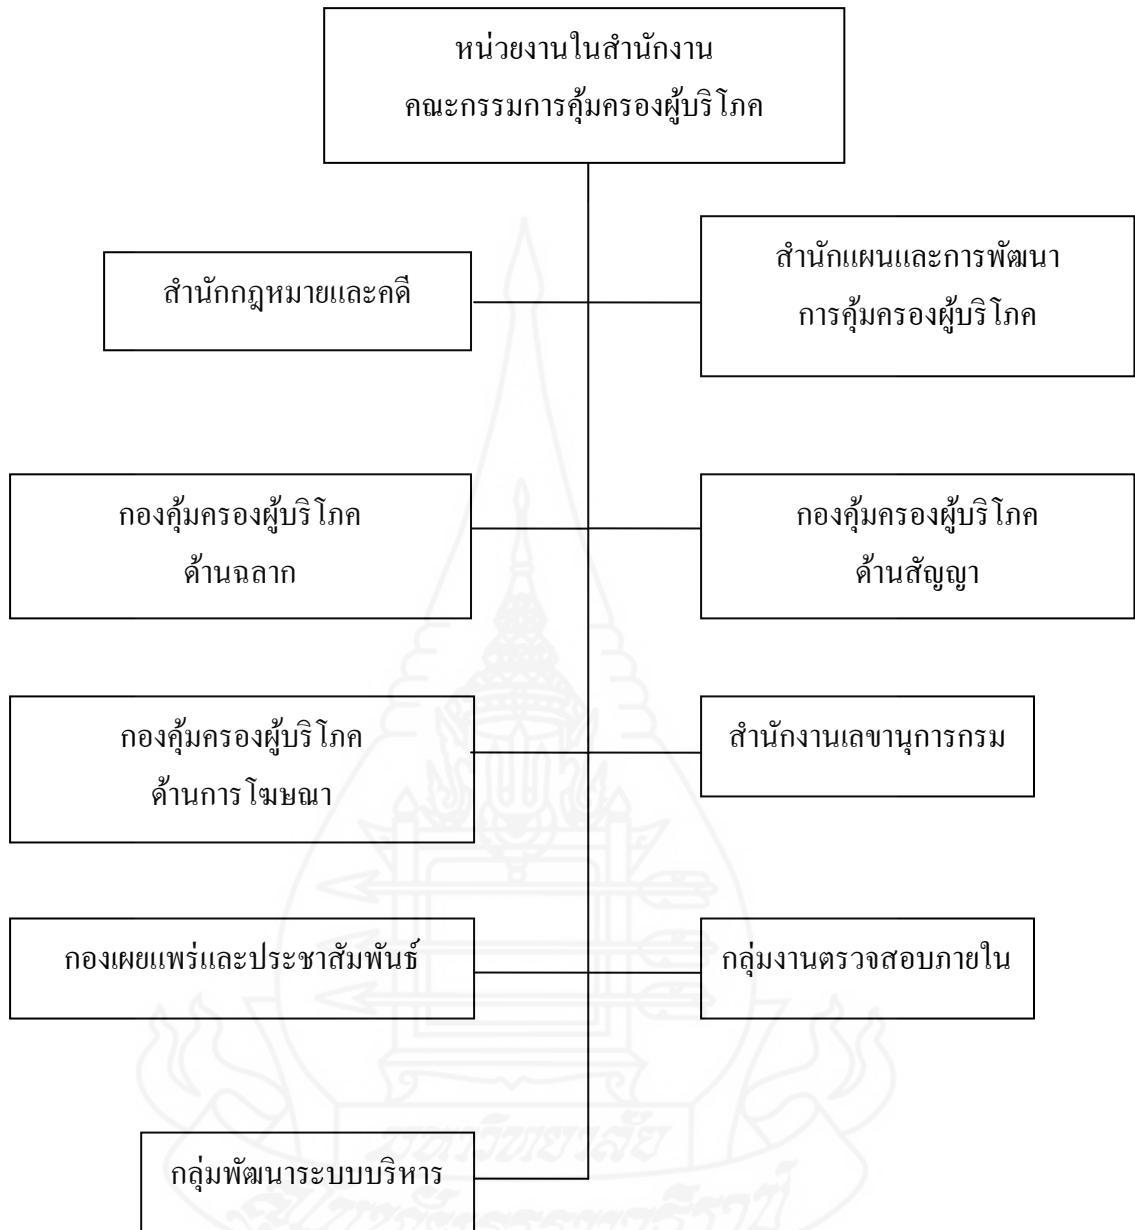 หน่วยงานในสำนักงาน
คณะกรรมการคุ้มครองผู้บริโภค
สำนักกฎหมายและคดี
สำนักแผนและการพัฒนา
การคุ้มครองผู้บริโภค
กองคุ้มครองผู้บริโภค
ด้านฉลาก
กองคุ้มครองผู้บริโภค
ด้านสัญญา
กองคุ้มครองผู้บริโภค
ด้านการโฆษณา
สำนักงานเลขานุการกรม
กองเผยแพร่และประชาสัมพันธ์
กลุ่มงานตรวจสอบภายใน
มหาวิทยาลัย
กลุ่มพัฒนาระบบบริหาร